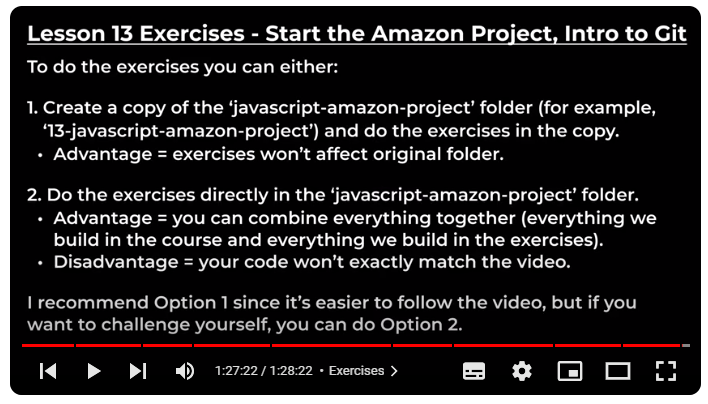 Lesson 13 Exercises - Start the Amazon Project, Intro to Git
To do the exercises you can either:
1. Create a copy of the ‘javascript-amazon-project’ folder (for example,
‘13-javascript-amazon-project’) and do the exercises in the copy.
• Advantage = exercises won’t affect original folder.
2. Do the exercises directly in the ‘javascript-amazon-project’ folder.
• Advantage = you can combine everything together (everything we
build in the course and everything we build in the exercises).
• Disadvantage = your code won’t exactly match the video.
I recommend Option 1 since it’s easier to follow the video, but if you
want to challenge yourself, you can do Option 2.
1:27:22 / 1:28:22 • Exercises >